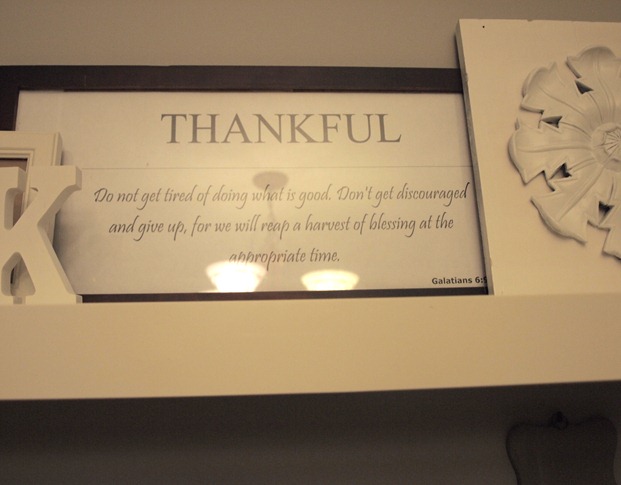 THANKFUL
Do not get tired of doing what is good. Don't get discouraged
and give up, for we will reap a harvest of blessing at the
appropriate time.
Galatians 6:9
K